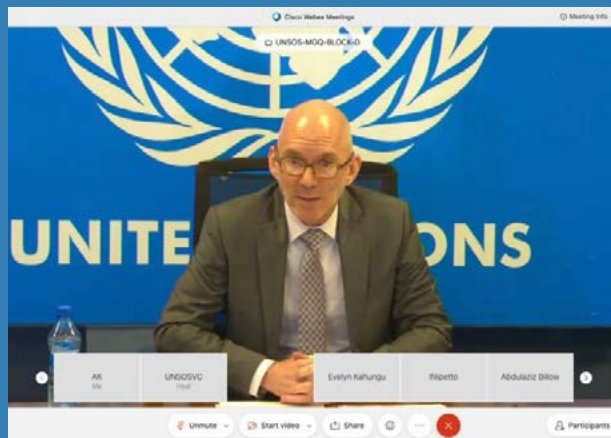 Cisco Webex Meetings
Meeting Info
UNSOS-MGQ-BLOCK-D
UNITE ONS
AK
Me
UNSOSVC
Host
Evelyn Kahungu
Abdulaziz Billow
Unmute
Start video
Share
Participants